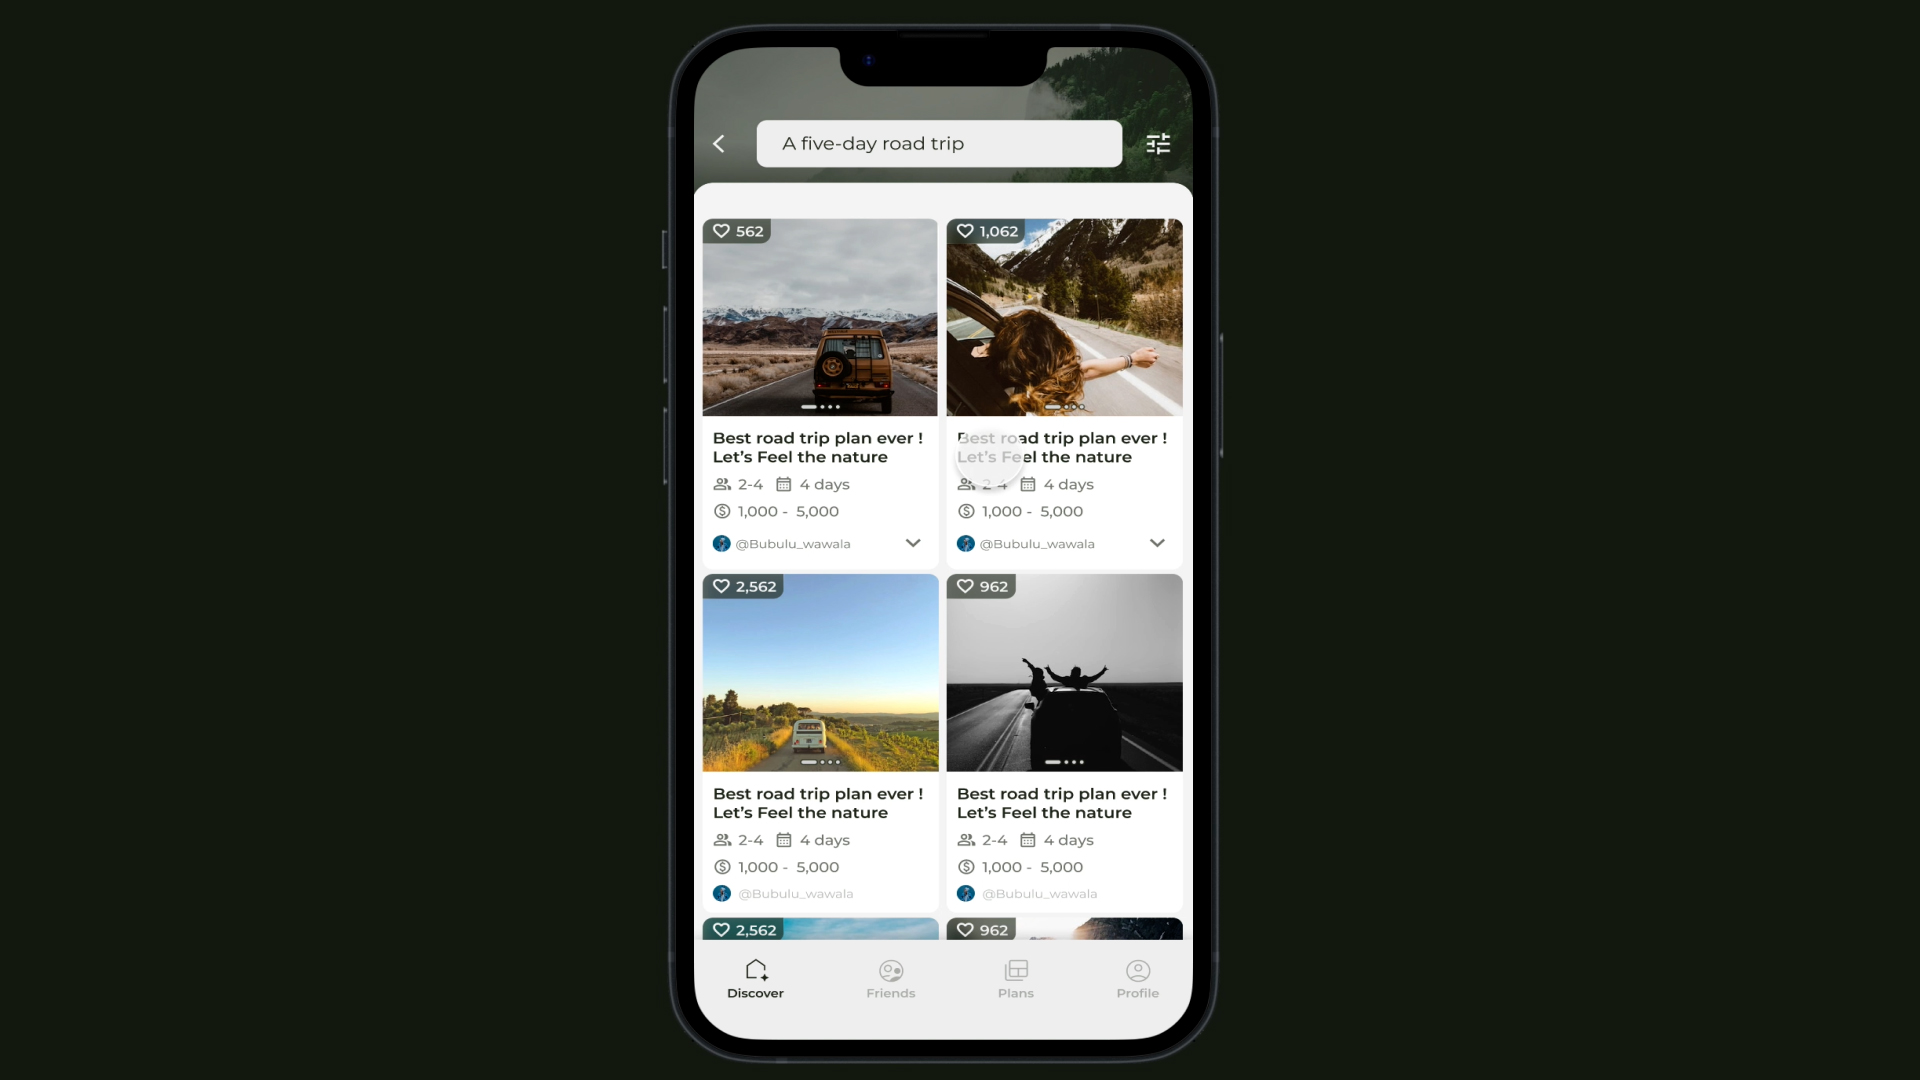 A five-day road trip
562
1,062
Best road trip plan ever !
Let's Feel the nature
2-4 4 days
1,000 - 5,000
@Bubulu_wawala
Best road trip plan ever !
Let's Feel the nature
2-4 4 days
1,000 - 5,000
@Bubulu_wawala
2,562
962
Best road trip plan ever !
Let's Feel the nature
2-4 4 days
1,000 - 5,000
@Bubulu_wawala
Best road trip plan ever !
Let's Feel the nature
2-4 4 days
1,000 - 5,000
@Bubulu_wawala
2,562
962
Discover
Friends
Plans
Profile